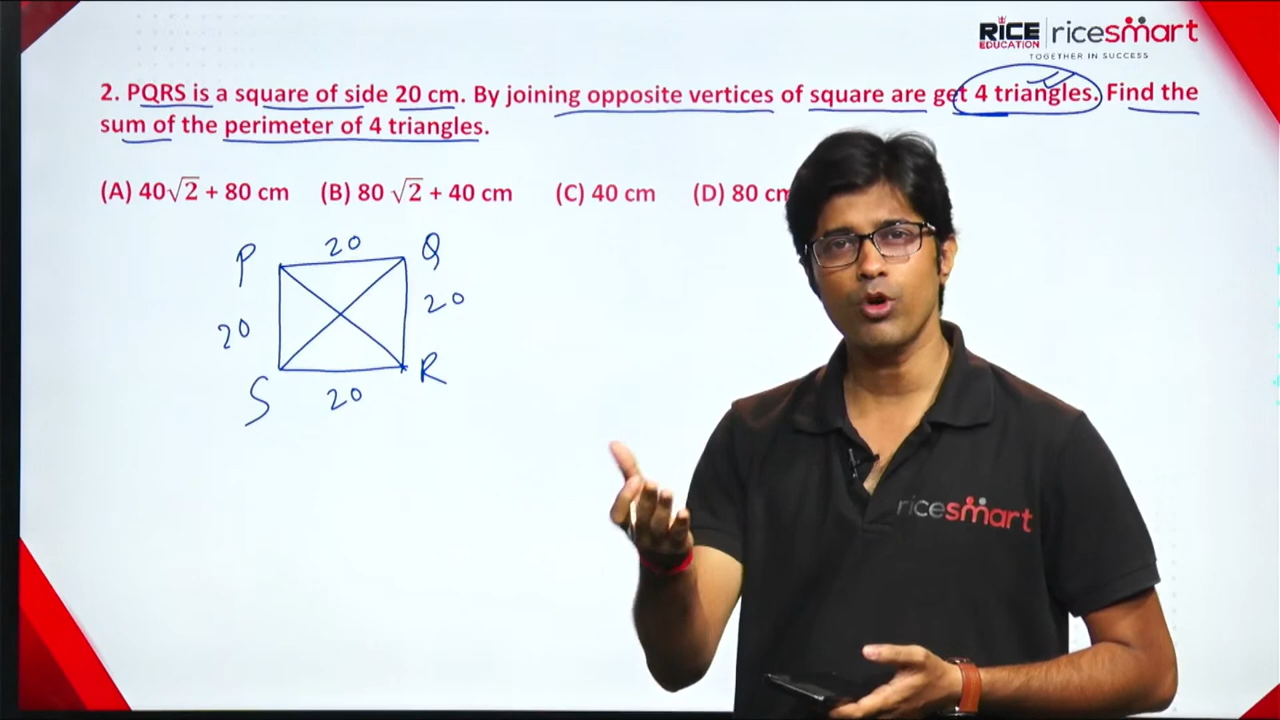 RICE EDUCATION | ricesmart
TOGETHER IN SUCCESS
2. PQRS is a square of side 20 cm. By joining opposite vertices of square are get 4 triangles. Find the
sum of the perimeter of 4 triangles.
(A) 40√2 + 80 cm (B) 80 √2 + 40 cm (C) 40 cm (D) 80 cm
P 20 Q
20 20
S 20 R
ricesmart